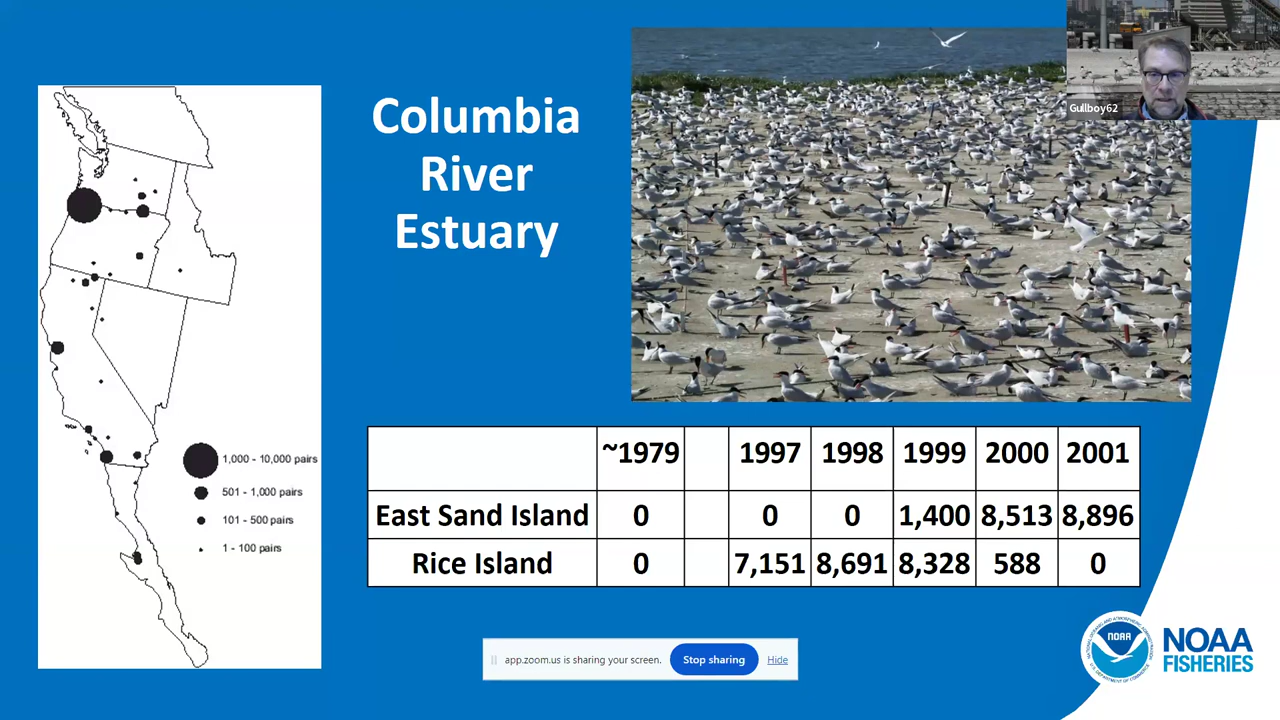 Gullboy62
Columbia
River
Estuary
1,000 - 10,000 pairs
501 - 1,000 pairs
101 - 500 pairs
1 - 100 pairs
~1979 1997 1998 1999 2000 2001
East Sand Island 0 0 0 1,400 8,513 8,896
Rice Island 0 7,151 8,691 8,328 588 0
app.zoom.us is sharing your screen. Stop sharing Hide
NOAA
NOAA
FISHERIES